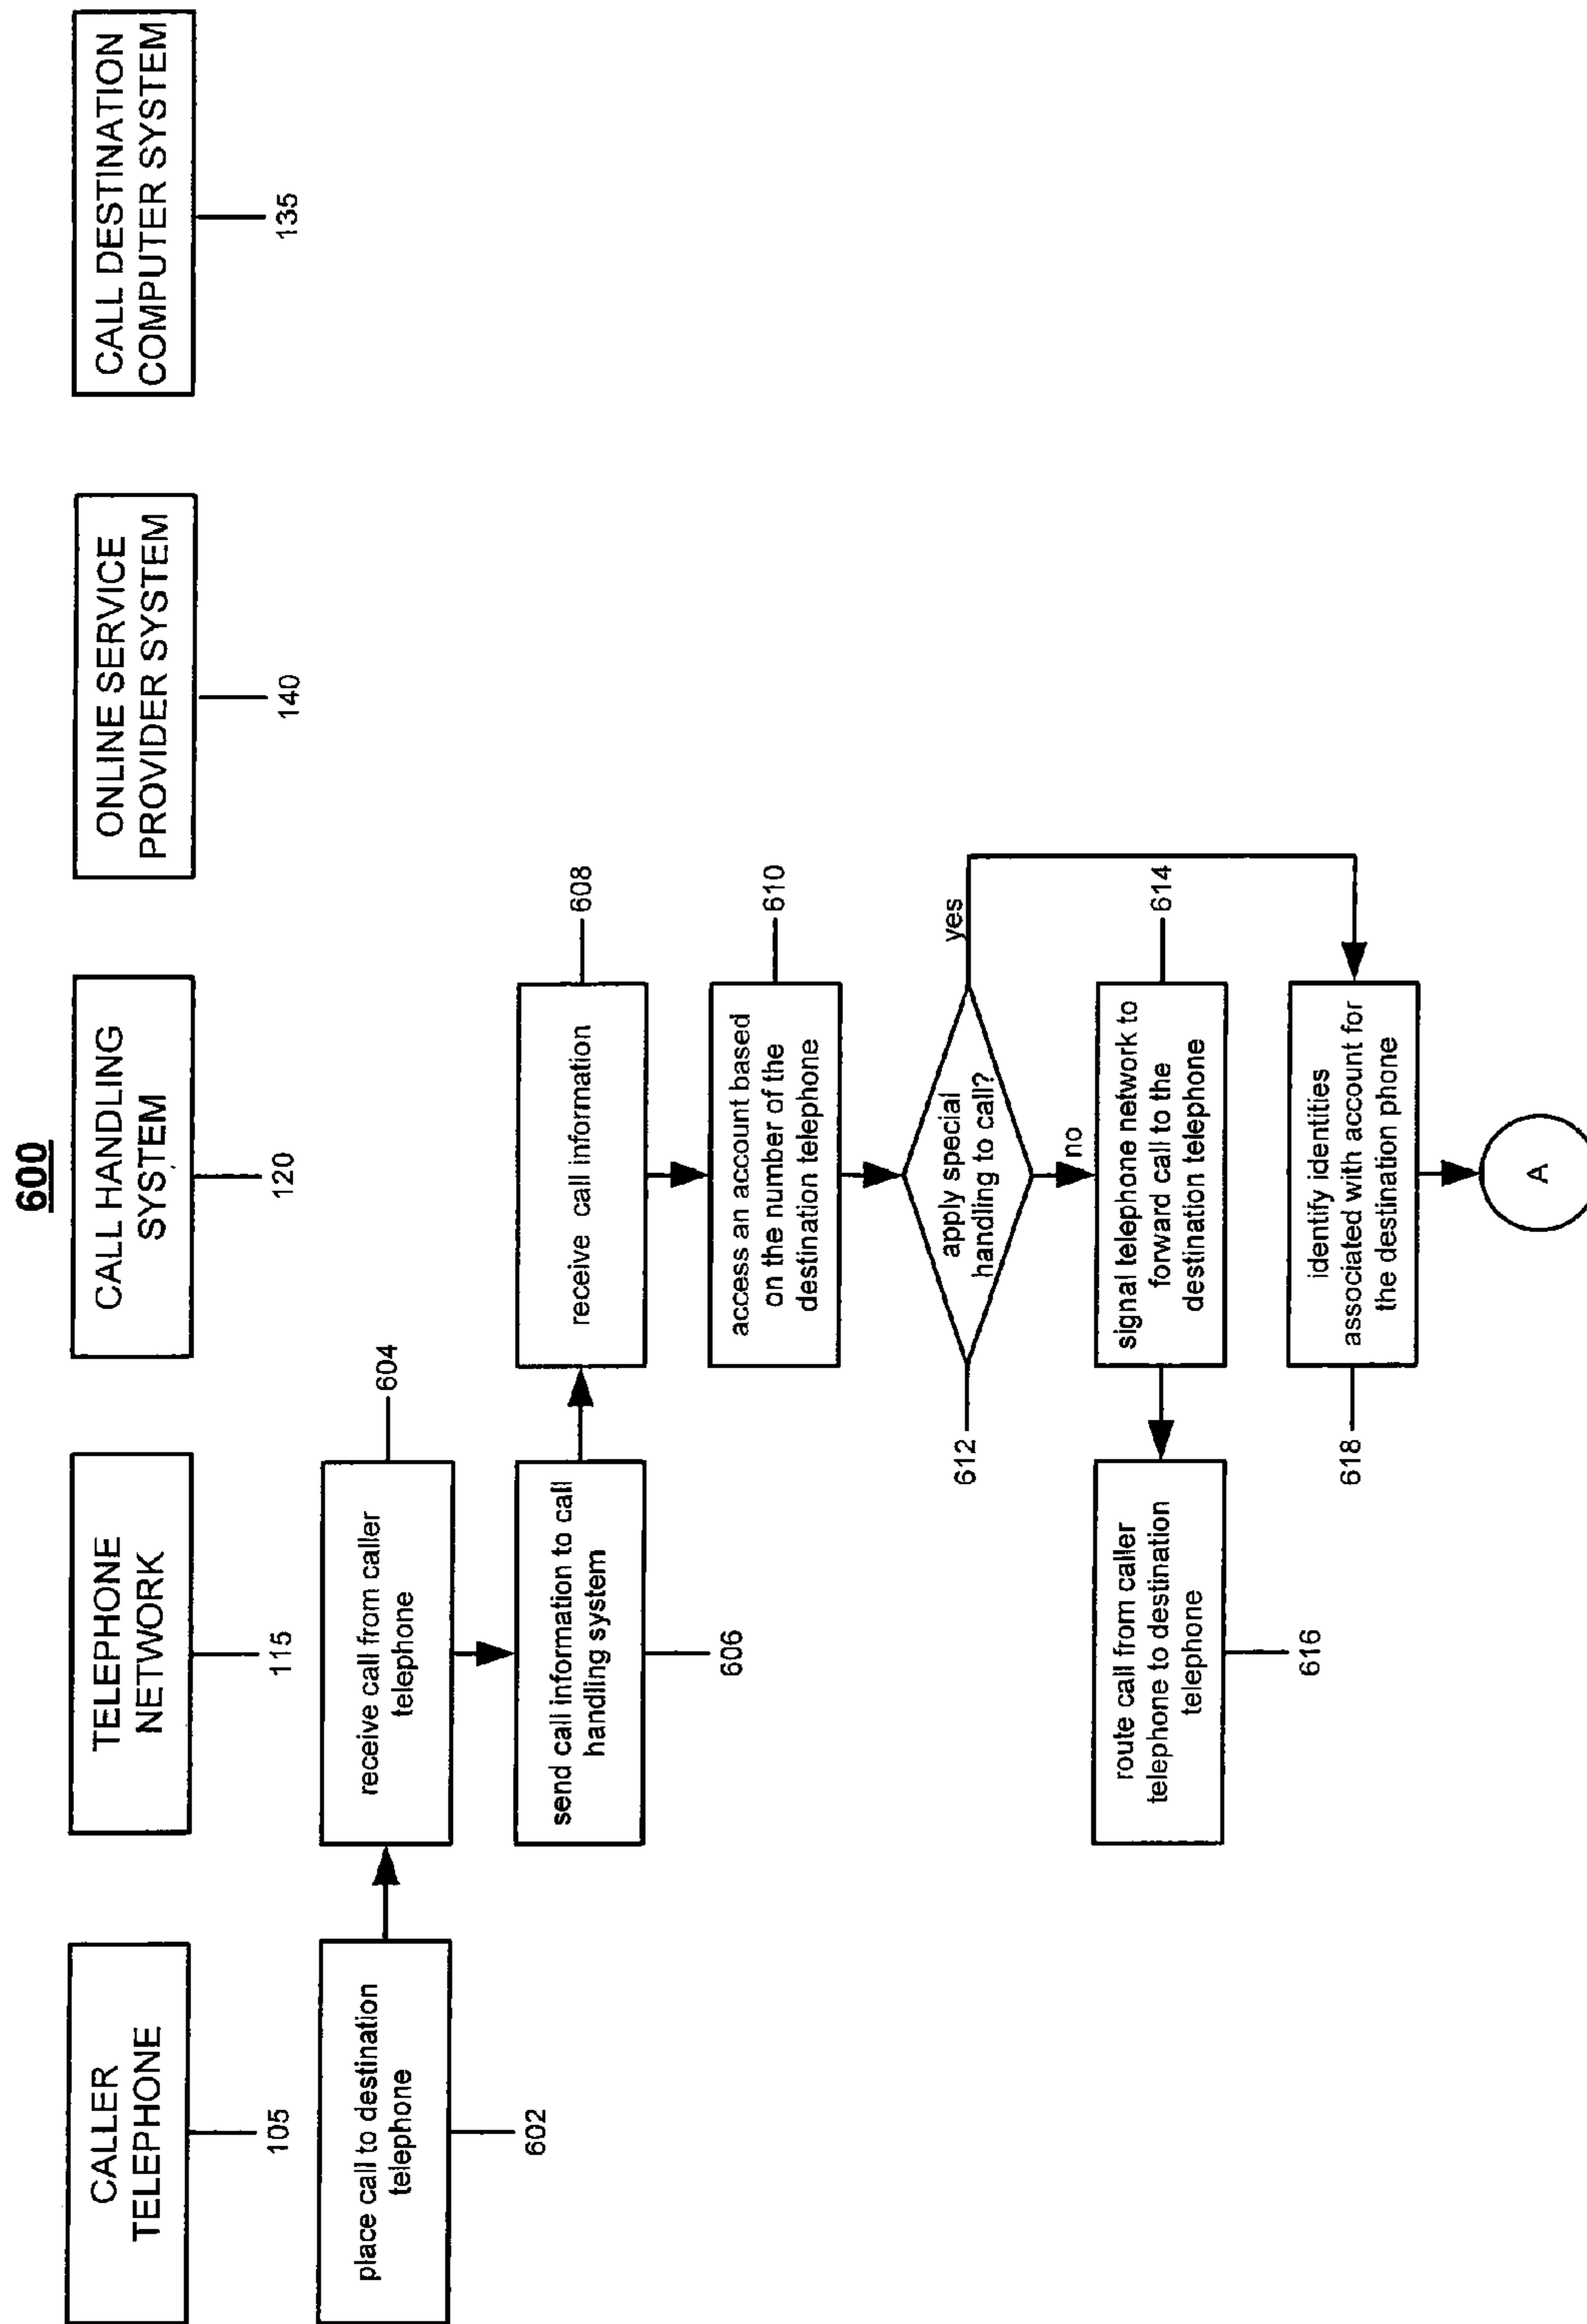 600
CALLER
TELEPHONE
105
TELEPHONE
NETWORK
115
CALL HANDLING
SYSTEM
120
ONLINE SERVICE
PROVIDER SYSTEM
140
CALL DESTINATION
COMPUTER SYSTEM
135
place call to destination
telephone
602
receive call from caller
telephone
604
send call information to call
handling system
606
receive call information
608
access an account based
on the number of the
destination telephone
610
apply special
handling to call?
612
yes
no
signal telephone network to
forward call to the
destination telephone
614
route call from caller
telephone to destination
telephone
616
identify identities
associated with account for
the destination phone
618
A